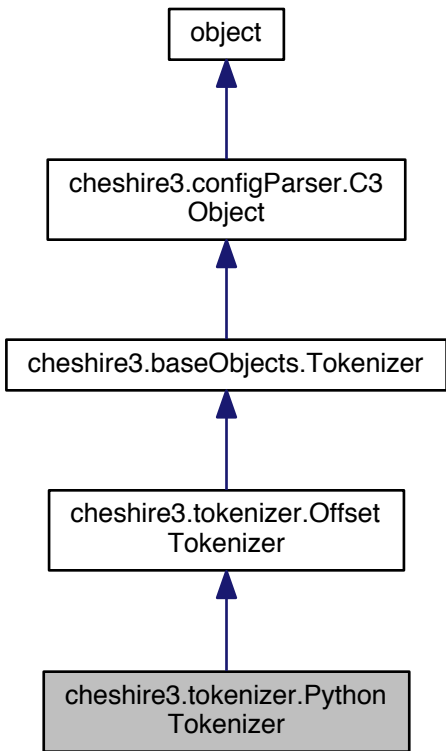 object
cheshire3.configParser.C3
Object
cheshire3.baseObjects.Tokenizer
cheshire3.tokenizer.Offset
Tokenizer
cheshire3.tokenizer.Python
Tokenizer